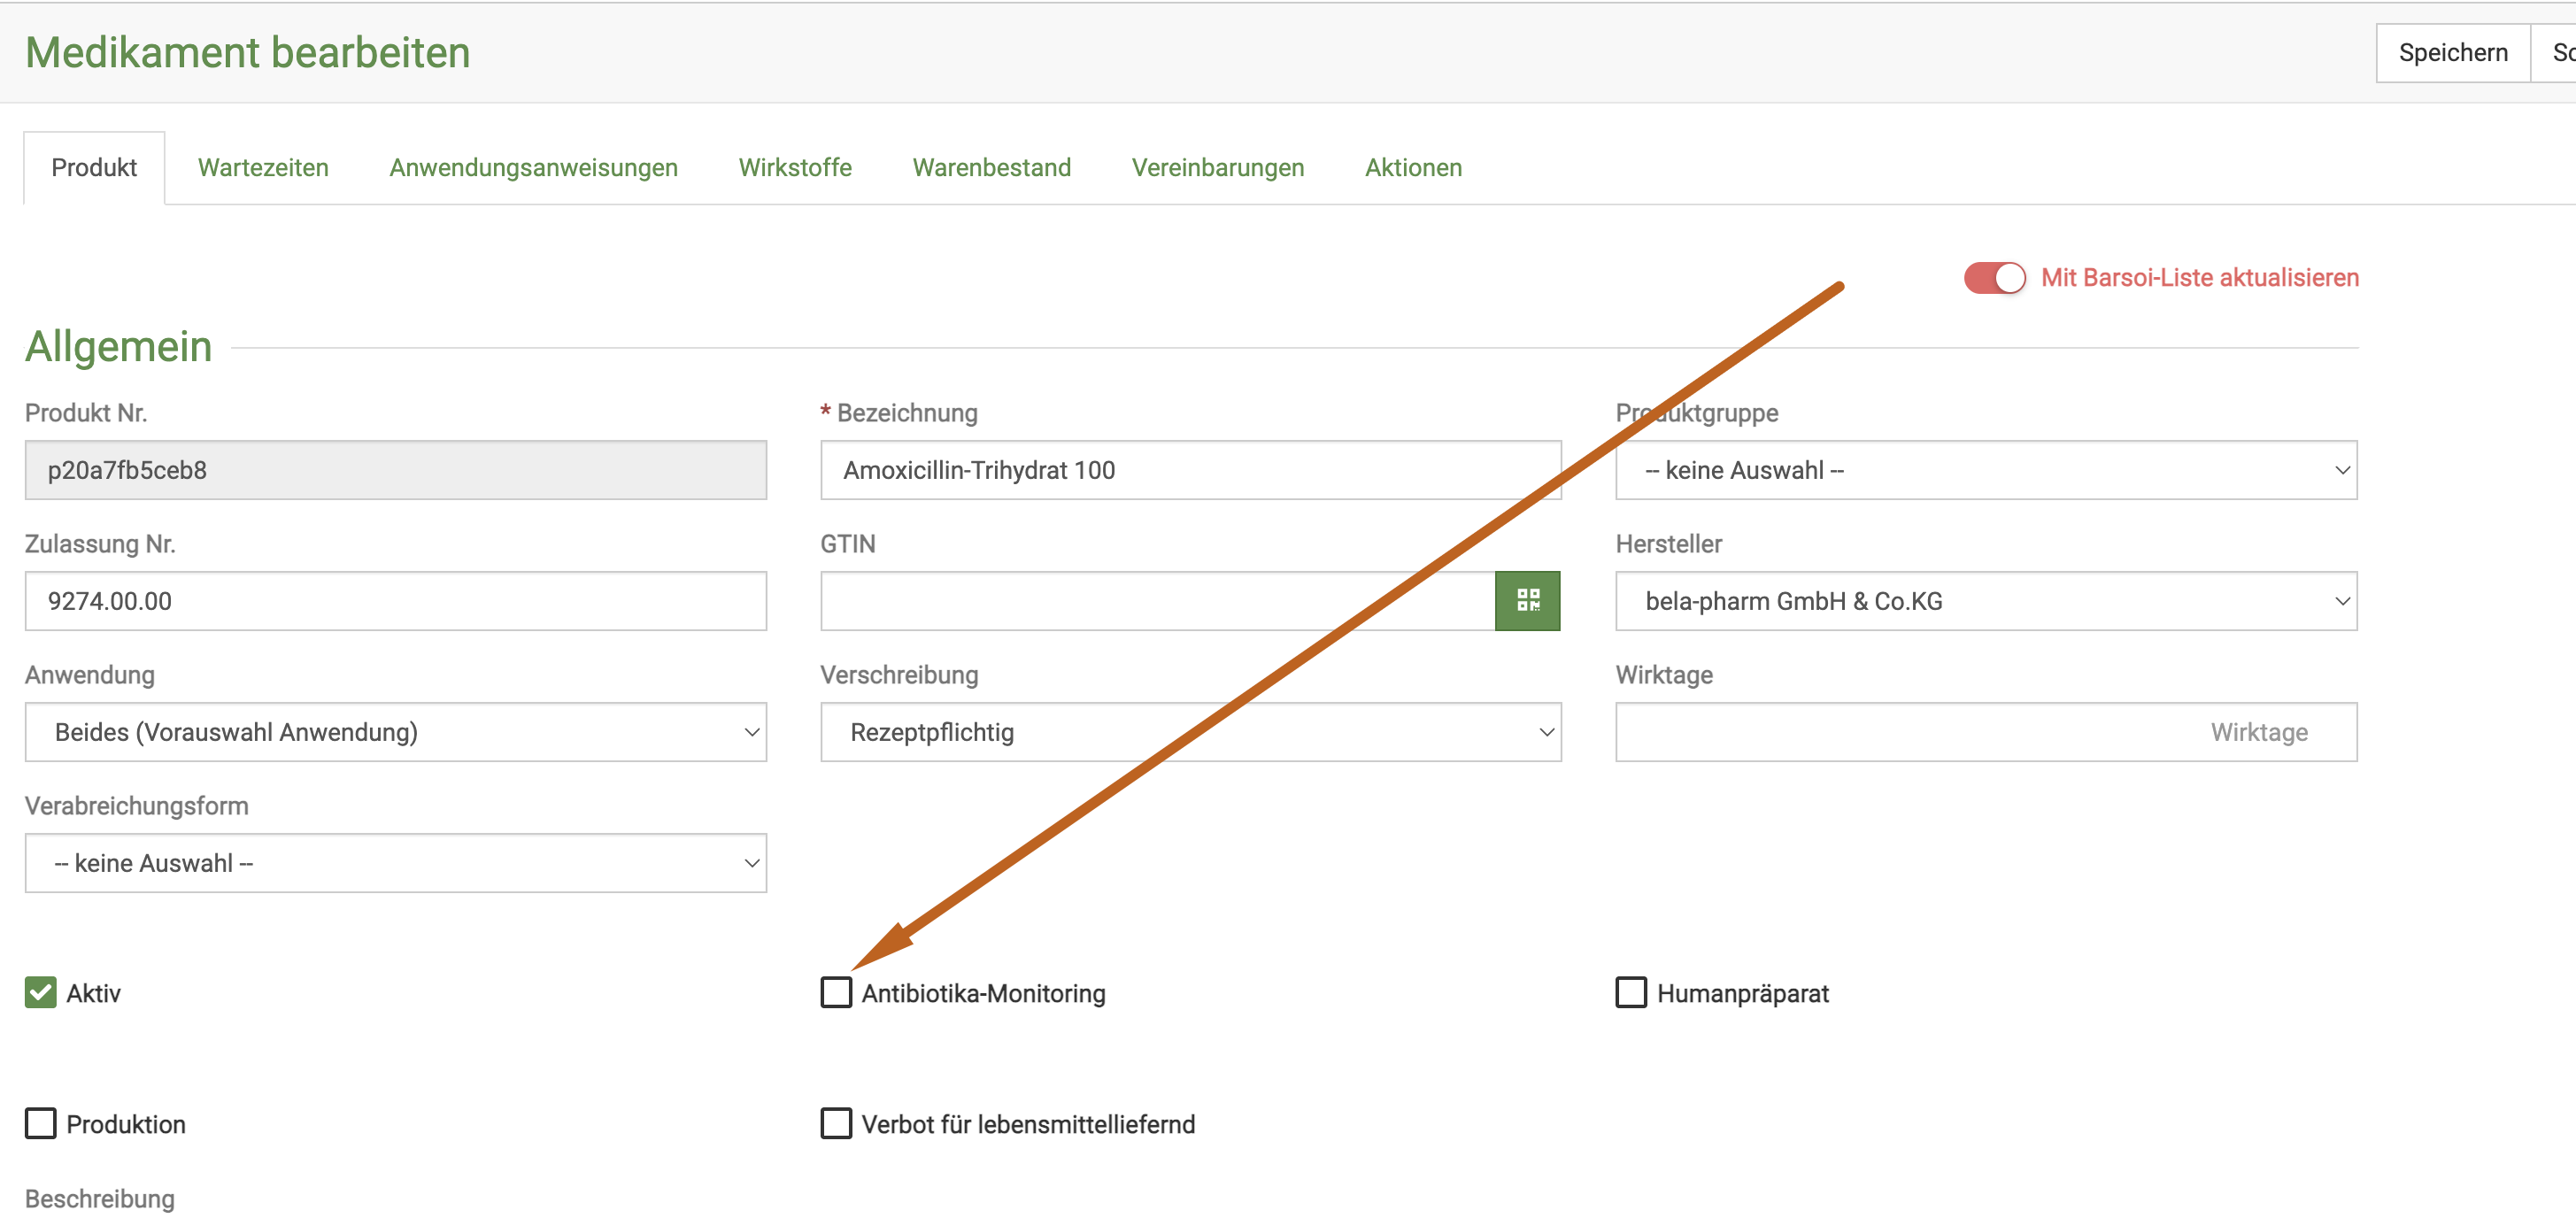 Medikament bearbeiten
Speichern
Produkt Wartezeiten Anwendungsanweisungen Wirkstoffe Warenbestand Vereinbarungen Aktionen
Mit Barsoi-Liste aktualisieren
Allgemein
Produkt Nr. * Bezeichnung Produktgruppe
p20a7fb5ceb8 Amoxicillin-Trihydrat 100 -- keine Auswahl --
Zulassung Nr. GTIN Hersteller
9274.00.00 bela-pharm GmbH & Co.KG
Anwendung Verschreibung Wirktage
Beides (Vorauswahl Anwendung) Rezeptpflichtig Wirktage
Verabreichungsform
-- keine Auswahl --
Aktiv Antibiotika-Monitoring Humanpräparat
Produktion Verbot für lebensmittelliefernd
Beschreibung